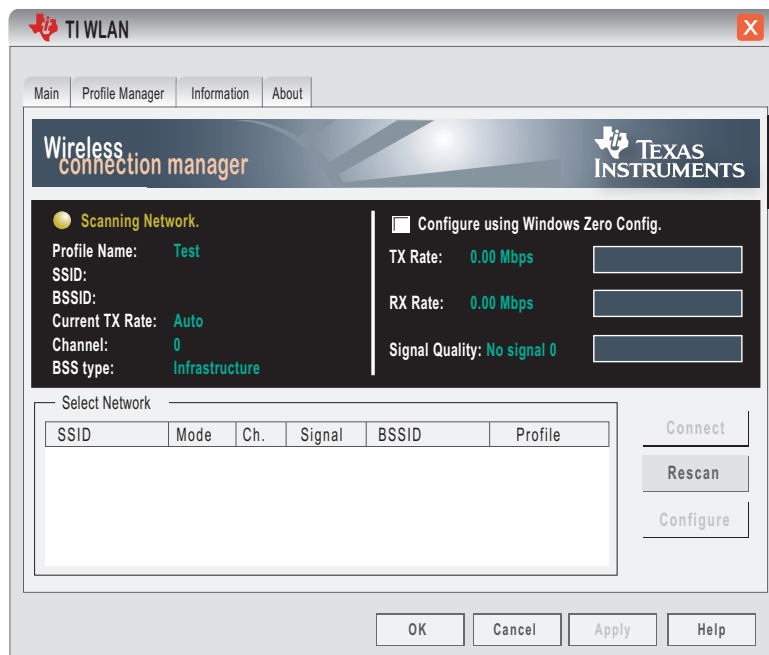 TI WLAN
X
Main
Profile Manager
Information
About
Wireless
connection manager
TEXAS
INSTRUMENTS
Scanning Network.
Profile Name: Test
SSID:
BSSID:
Current TX Rate: Auto
Channel: 0
BSS type: Infrastructure
Configure using Windows Zero Config.
TX Rate: 0.00 Mbps
RX Rate: 0.00 Mbps
Signal Quality: No signal 0
Select Network
SSID Mode Ch. Signal BSSID Profile
Connect
Rescan
Configure
OK Cancel Apply Help